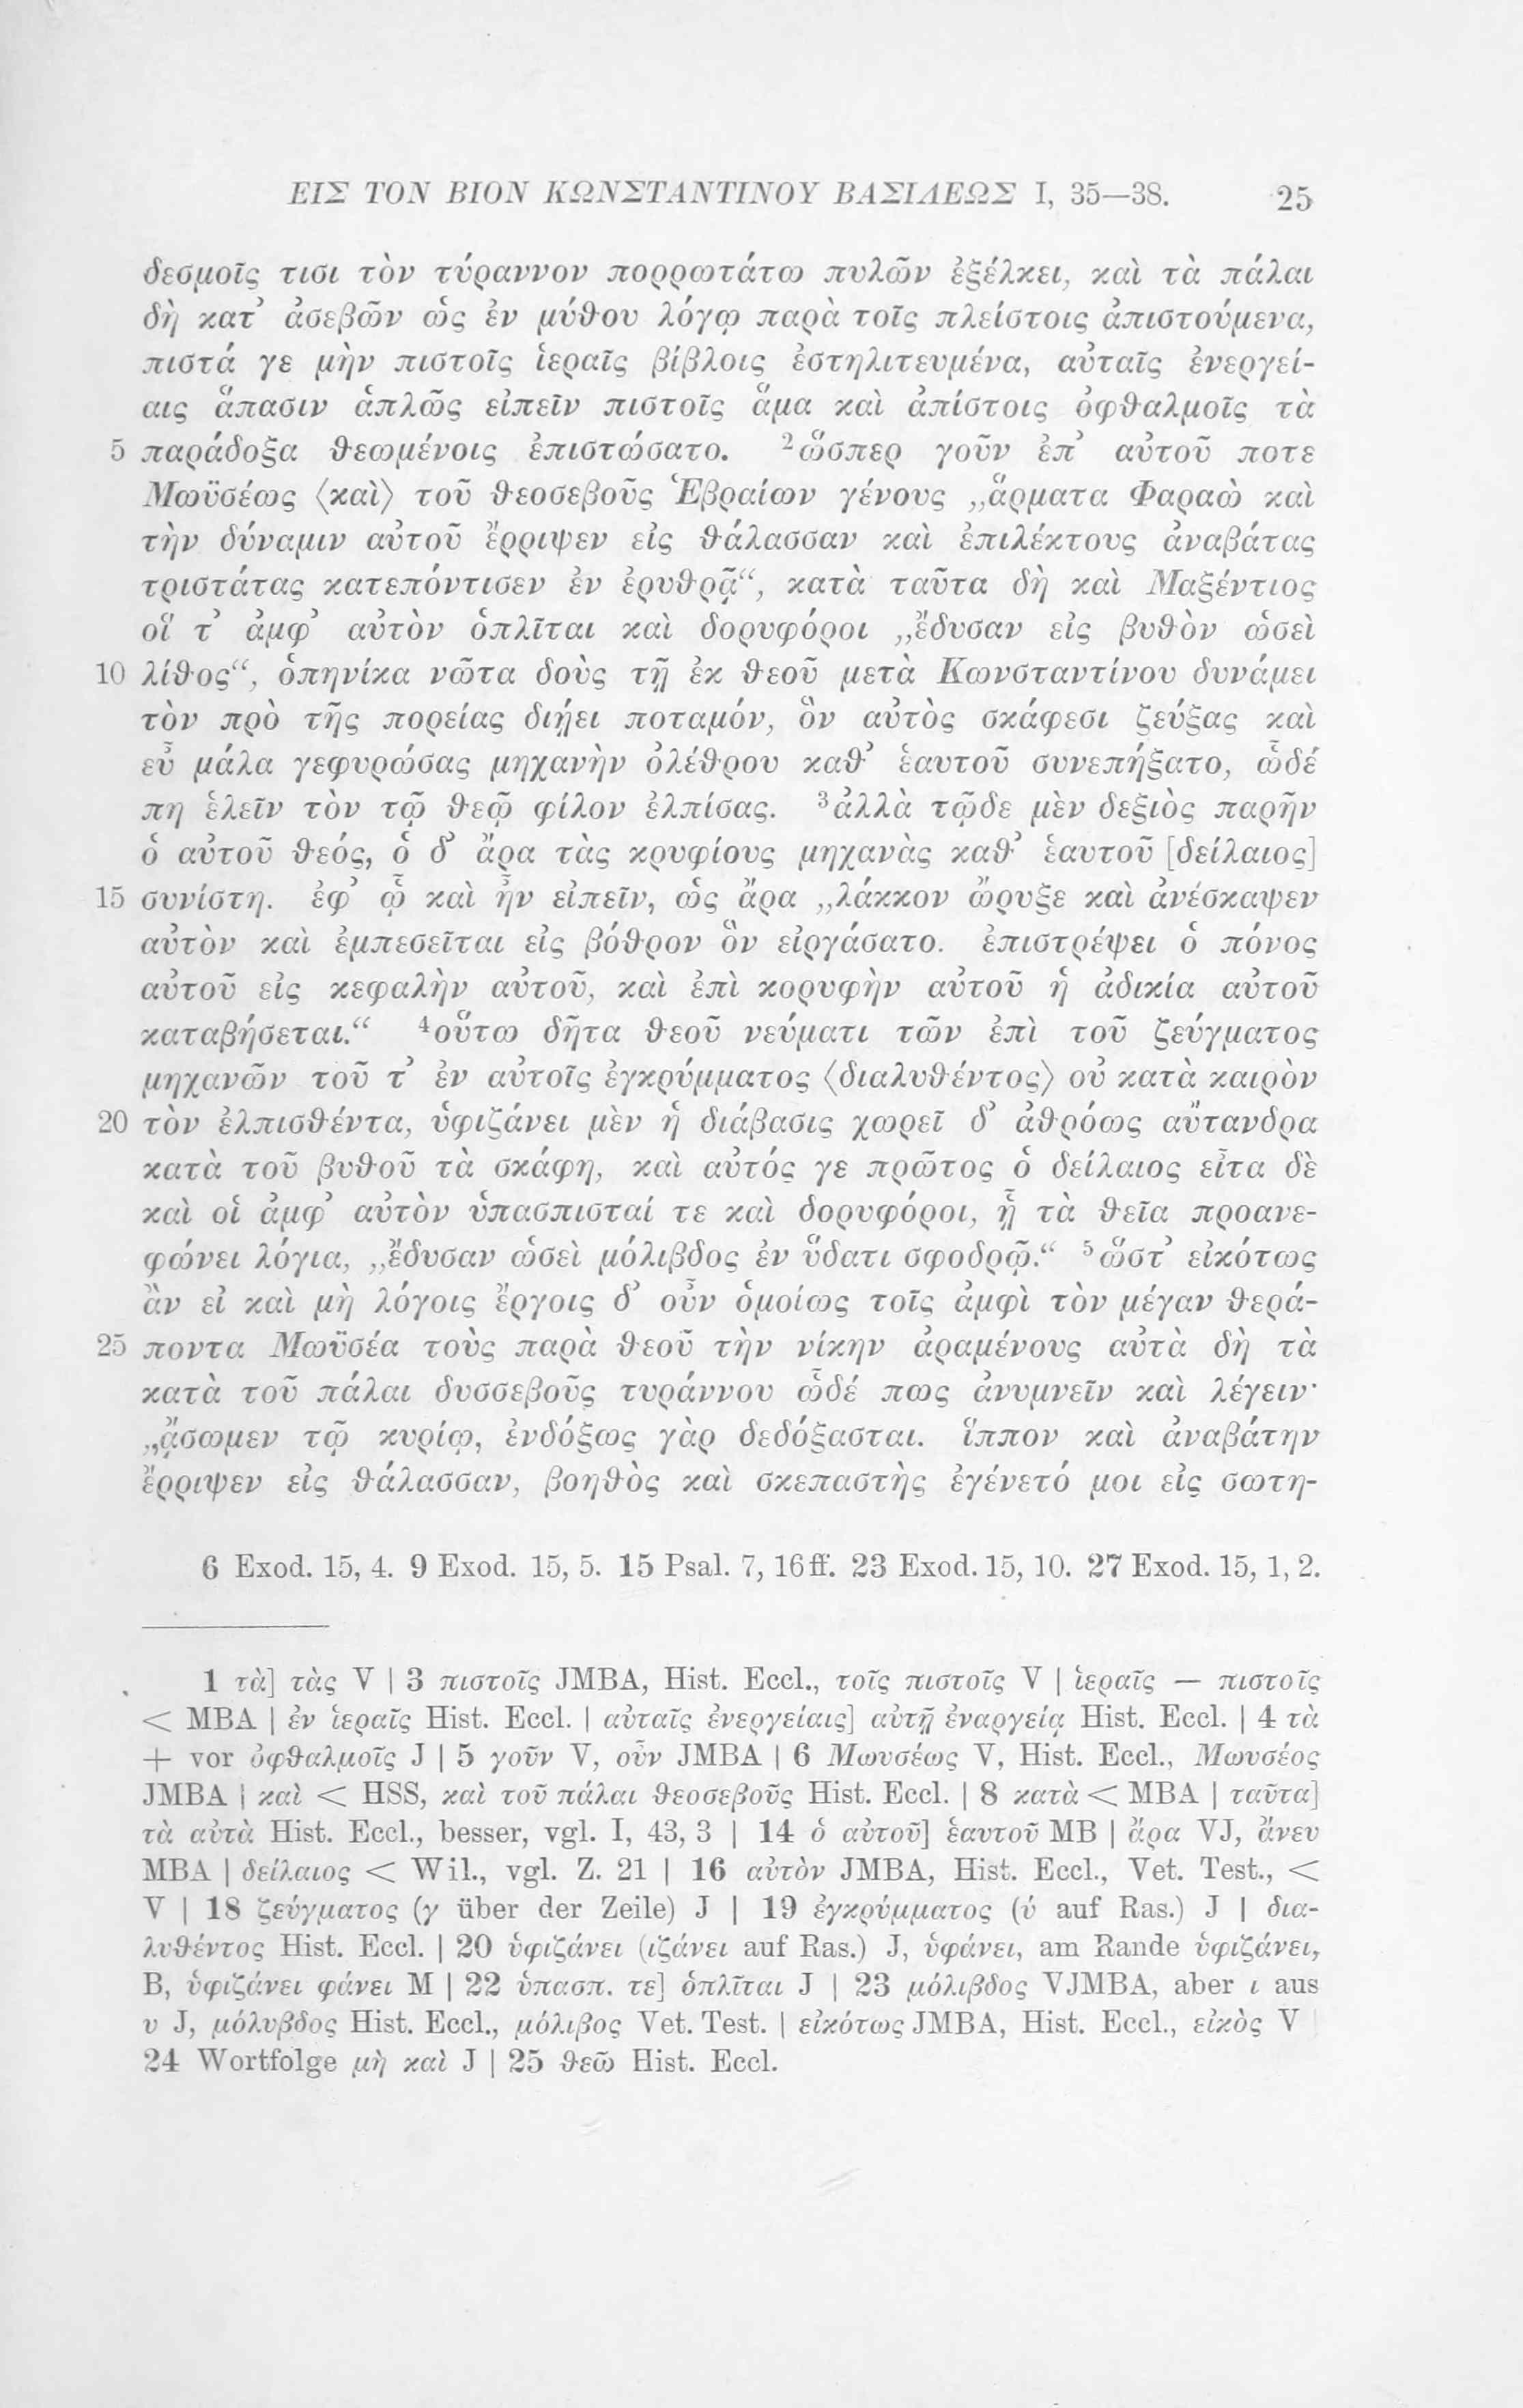 ΕΙΣ ΤΟΝ ΒΙΟΝ ΚΩΝΣΤΑΝΤΙΝΟΥ ΒΑΣΙΛΕΩΣ I, 35—38. 25
δεσμοῖς τισι τὸν τύραννον πορρωτάτω πυλῶν ἐξέλκει, καὶ τὰ πάλαι
δὴ κατ’ ἀσεβῶν ὡς ἐν μύθου λόγῳ παρὰ τοῖς πλείστοις ἀπιστούμενα,
πιστά γε μὴν πιστοῖς ἱεραῖς βίβλοις ἐστηλιτευμένα, αὐταῖς ἐνεργεί-
αις ἅπασιν ἁπλῶς εἰπεῖν πιστοῖς ἅμα καὶ ἀπίστοις ὀφθαλμοῖς τὰ
5 παράδοξα θεωμένοις ἐπιστώσατο. ²ὥσπερ γοῦν ἐπ’ αὐτοῦ ποτε
Μωϋσέως ⟨καὶ⟩ τοῦ θεοσεβοῦς Ἑβραίων γένους „ἅρματα Φαραὼ καὶ
τὴν δύναμιν αὐτοῦ ἔρριψεν εἰς θάλασσαν καὶ ἐπιλέκτους ἀναβάτας
τριστάτας κατεπόντισεν ἐν ἐρυθρᾷ“, κατὰ ταῦτα δὴ καὶ Μαξέντιος
οἵ τ’ ἀμφ’ αὐτὸν ὁπλῖται καὶ δορυφόροι „ἔδυσαν εἰς βυθὸν ὡσεὶ
10 λίθος“, ὁπηνίκα νῶτα δοὺς τῇ ἐκ θεοῦ μετὰ Κωνσταντίνου δυνάμει
τὸν πρὸ τῆς πορείας διῄει ποταμόν, ὃν αὐτὸς σκάφεσι ζεύξας καὶ
εὖ μάλα γεφυρώσας μηχανὴν ὀλέθρου καθ’ ἑαυτοῦ συνεπήξατο, ὧδέ
πη ἑλεῖν τὸν τῷ θεῷ φίλον ἐλπίσας. ³ἀλλὰ τῷδε μὲν δεξιὸς παρῆν
ὁ αὐτοῦ θεός, ὁ δ’ ἄρα τὰς κρυφίους μηχανὰς καθ’ ἑαυτοῦ [δείλαιος]
15 συνίστη. ἐφ’ ᾧ καὶ ἦν εἰπεῖν, ὡς ἄρα „λάκκον ὤρυξε καὶ ἀνέσκαψεν
αὐτὸν καὶ ἐμπεσεῖται εἰς βόθρον ὃν εἰργάσατο. ἐπιστρέψει ὁ πόνος
αὐτοῦ εἰς κεφαλὴν αὐτοῦ, καὶ ἐπὶ κορυφὴν αὐτοῦ ἡ ἀδικία αὐτοῦ
καταβήσεται.“ ⁴οὕτω δῆτα θεοῦ νεύματι τῶν ἐπὶ τοῦ ζεύγματος
μηχανῶν τοῦ τ’ ἐν αὐτοῖς ἐγκρύμματος ⟨διαλυθέντος⟩ οὐ κατὰ καιρὸν
20 τὸν ἐλπισθέντα, ὑφιζάνει μὲν ἡ διάβασις χωρεῖ δ’ ἀθρόως αὔτανδρα
κατὰ τοῦ βυθοῦ τὰ σκάφη, καὶ αὐτός γε πρῶτος ὁ δείλαιος εἶτα δὲ
καὶ οἱ ἀμφ’ αὐτὸν ὑπασπισταί τε καὶ δορυφόροι, ᾗ τὰ θεῖα προανε-
φώνει λόγια, „ἔδυσαν ὡσεὶ μόλιβδος ἐν ὕδατι σφοδρῷ.“ ⁵ὥστ’ εἰκότως
ἂν εἰ καὶ μὴ λόγοις ἔργοις δ’ οὖν ὁμοίως τοῖς ἀμφὶ τὸν μέγαν θερά-
25 ποντα Μωϋσέα τοὺς παρὰ θεοῦ τὴν νίκην ἀραμένους αὐτὰ δὴ τὰ
κατὰ τοῦ πάλαι δυσσεβοῦς τυράννου ὧδέ πως ἀνυμνεῖν καὶ λέγειν·
„ᾄσωμεν τῷ κυρίῳ, ἐνδόξως γὰρ δεδόξασται. ἵππον καὶ ἀναβάτην
ἔρριψεν εἰς θάλασσαν, βοηθὸς καὶ σκεπαστὴς ἐγένετό μοι εἰς σωτη-
6 Exod. 15, 4. 9 Exod. 15, 5. 15 Psal. 7, 16ff. 23 Exod. 15, 10. 27 Exod. 15, 1, 2.
1 τὰ] τὰς V | 3 πιστοῖς JMBA, Hist. Eccl., τοῖς πιστοῖς V | ἱεραῖς — πιστοῖς
< MBA | ἐν ἱεραῖς Hist. Eccl. | αὐταῖς ἐνεργείαις] αὐτῇ ἐναργείᾳ Hist. Eccl. | 4 τὰ
+ vor ὀφθαλμοῖς J | 5 γοῦν V, οὖν JMBA | 6 Μωυσέως V, Hist. Eccl., Μωυσέος
JMBA | καὶ < HSS, καὶ τοῦ πάλαι θεοσεβοῦς Hist. Eccl. | 8 κατὰ < MBA | ταῦτα]
τὰ αὐτὰ Hist. Eccl., besser, vgl. I, 43, 3 | 14 ὁ αὐτοῦ] ἑαυτοῦ MB | ἄρα VJ, ἄνευ
MBA | δείλαιος < Wil., vgl. Z. 21 | 16 αὐτὸν JMBA, Hist. Eccl., Vet. Test., <
V | 18 ζεύγματος (γ über der Zeile) J | 19 ἐγκρύμματος (ύ auf Ras.) J | δια-
λυθέντος Hist. Eccl. | 20 ὑφιζάνει (ιζάνει auf Ras.) J, ὑφάνει, am Rande ὑφιζάνει,
B, ὑφιζάνει φάνει M | 22 ὑπασπ. τε] ὁπλῖται J | 23 μόλιβδος VJMBA, aber ι aus
υ J, μόλυβδος Hist. Eccl., μόλιβος Vet. Test. | εἰκότως JMBA, Hist. Eccl., εἰκὸς V
24 Wortfolge μὴ καὶ J | 25 θεῶ Hist. Eccl.